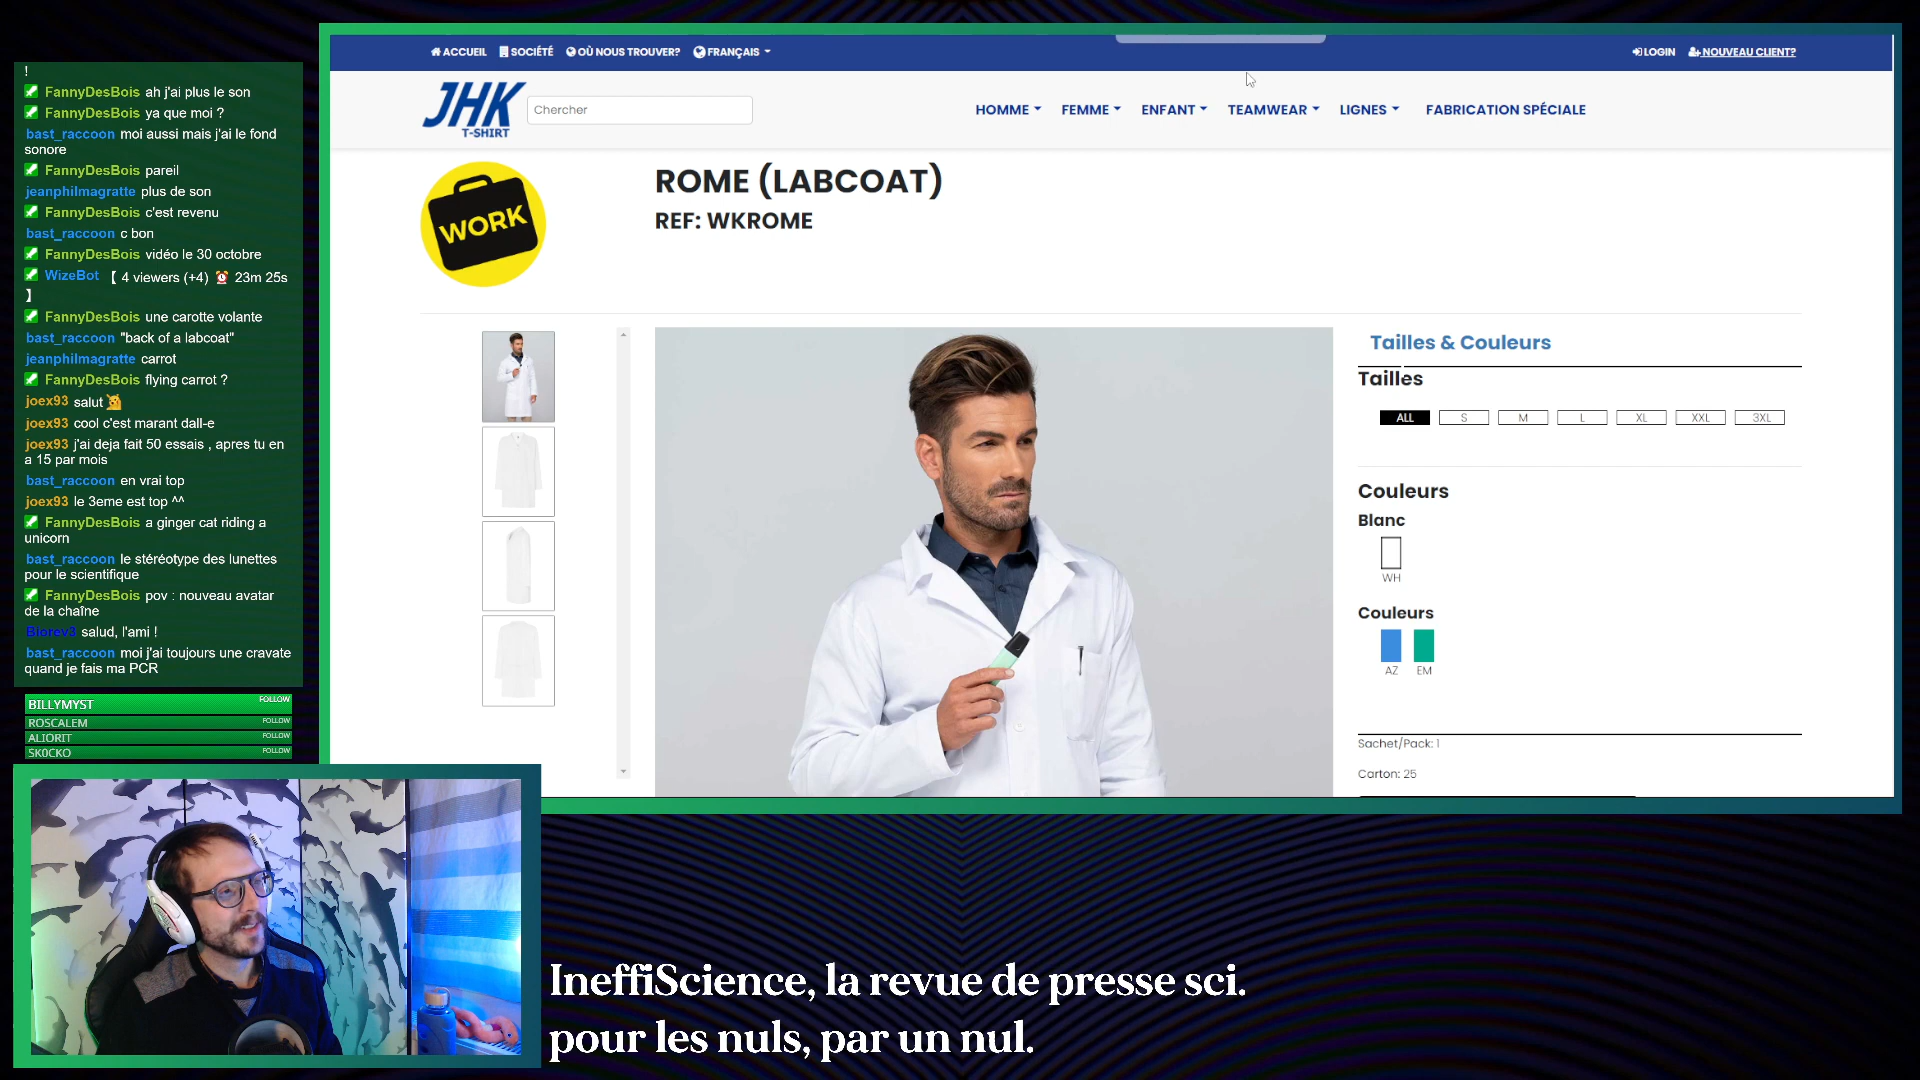 !
FannyDesBois ah j'ai plus le son
FannyDesBois ya que moi ?
bast_raccoon moi aussi mais j'ai le fond
sonore
FannyDesBois pareil
jeanphilmagratte plus de son
FannyDesBois c'est revenu
bast_raccoon c bon
FannyDesBois vidéo le 30 octobre
WizeBot 【 4 viewers (+4) ⏰ 23m 25s
】
FannyDesBois une carotte volante
bast_raccoon "back of a labcoat"
jeanphilmagratte carrot
FannyDesBois flying carrot ?
joex93 salut
joex93 cool c'est marant dall-e
joex93 j'ai deja fait 50 essais , apres tu en
a 15 par mois
bast_raccoon en vrai top
joex93 le 3eme est top ^^
FannyDesBois a ginger cat riding a
unicorn
bast_raccoon le stéréotype des lunettes
pour le scientifique
FannyDesBois pov : nouveau avatar
de la chaîne
Biorev3 salud, l'ami !
bast_raccoon moi j'ai toujours une cravate
quand je fais ma PCR
BILLYMYST FOLLOW
ROSCALEM FOLLOW
ALIORIT FOLLOW
SK0CKO FOLLOW
ACCUEIL SOCIÉTÉ OÙ NOUS TROUVER? FRANÇAIS
LOGIN NOUVEAU CLIENT?
JHK
T-SHIRT
Chercher
HOMME FEMME ENFANT TEAMWEAR LIGNES FABRICATION SPÉCIALE
WORK
ROME (LABCOAT)
REF: WKROME
Tailles & Couleurs
Tailles
ALL S M L XL XXL 3XL
Couleurs
Blanc
WH
Couleurs
AZ EM
Sachet/Pack: 1
Carton: 25
IneffiScience, la revue de presse sci.
pour les nuls, par un nul.